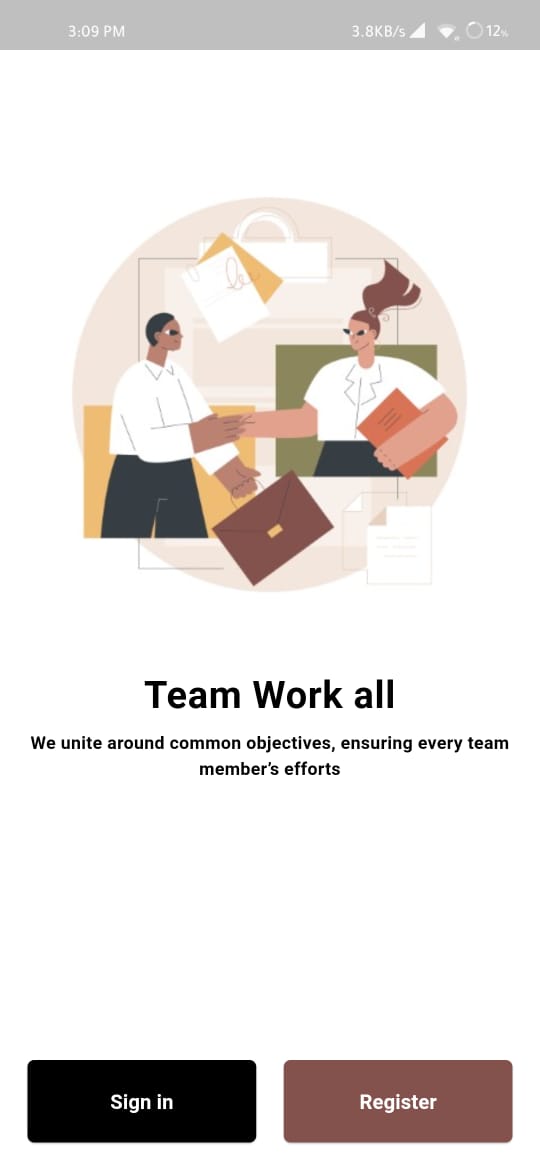 3:09 PM 3.8KB/s 12%
Team Work all
We unite around common objectives, ensuring every team
member’s efforts
Sign in Register